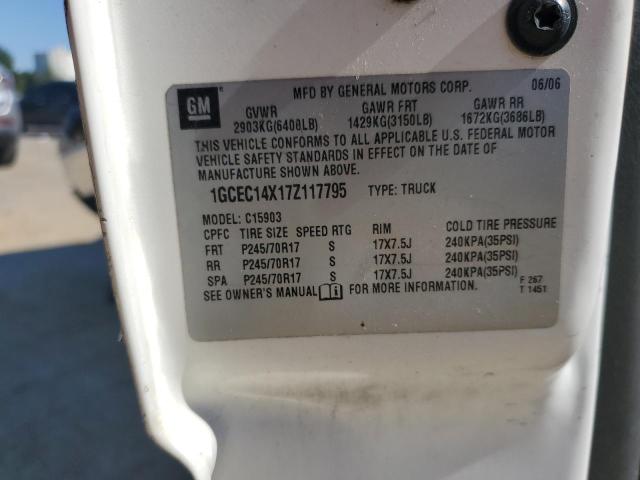 GM
MFD BY GENERAL MOTORS CORP. 06/06
GVWR GAWR FRT GAWR RR
2903KG(6400LB) 1429KG(3150LB) 1672KG(3686LB)
THIS VEHICLE CONFORMS TO ALL APPLICABLE U.S. FEDERAL MOTOR
VEHICLE SAFETY STANDARDS IN EFFECT ON THE DATE OF
MANUFACTURE SHOWN ABOVE.
1GCEC14X17Z117795 TYPE: TRUCK
MODEL: C15903
CPFC TIRE SIZE SPEED RTG RIM COLD TIRE PRESSURE
FRT P245/70R17 S 17X7.5J 240KPA(35PSI)
RR P245/70R17 S 17X7.5J 240KPA(35PSI)
SPA P245/70R17 S 17X7.5J 240KPA(35PSI)
SEE OWNER'S MANUAL FOR MORE INFORMATION.
F 267
T 1451